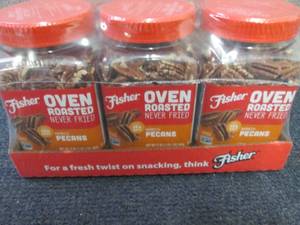 Fisher
OVEN
ROASTED
NEVER FRIED
PECANS
Fisher
OVEN
ROASTED
NEVER FRIED
PECANS
Fisher
OVEN
ROASTED
NEVER FRIED
PECANS
For a fresh twist on snacking, think Fisher